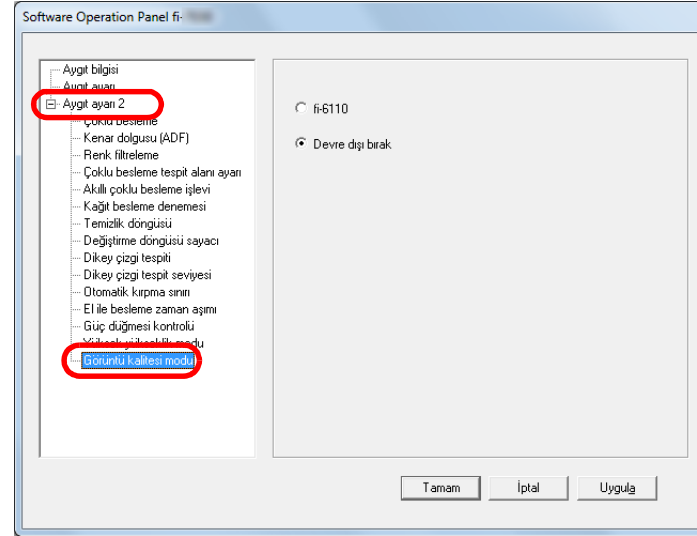 Software Operation Panel fi-
Aygıt bilgisi
Aygıt ayarı
Aygıt ayarı 2
Çoklu besleme
Kenar dolgusu (ADF)
Renk filtreleme
Çoklu besleme tespit alanı ayarı
Akıllı çoklu besleme işlevi
Kağıt besleme denemesi
Temizlik döngüsü
Değiştirme döngüsü sayacı
Dikey çizgi tespiti
Dikey çizgi tespit seviyesi
Otomatik kırpma sınırı
El ile besleme zaman aşımı
Güç düğmesi kontrolü
Yüksek yükseklik modu
Görüntü kalitesi modu
fi-6110
Devre dışı bırak
Tamam
İptal
Uygula